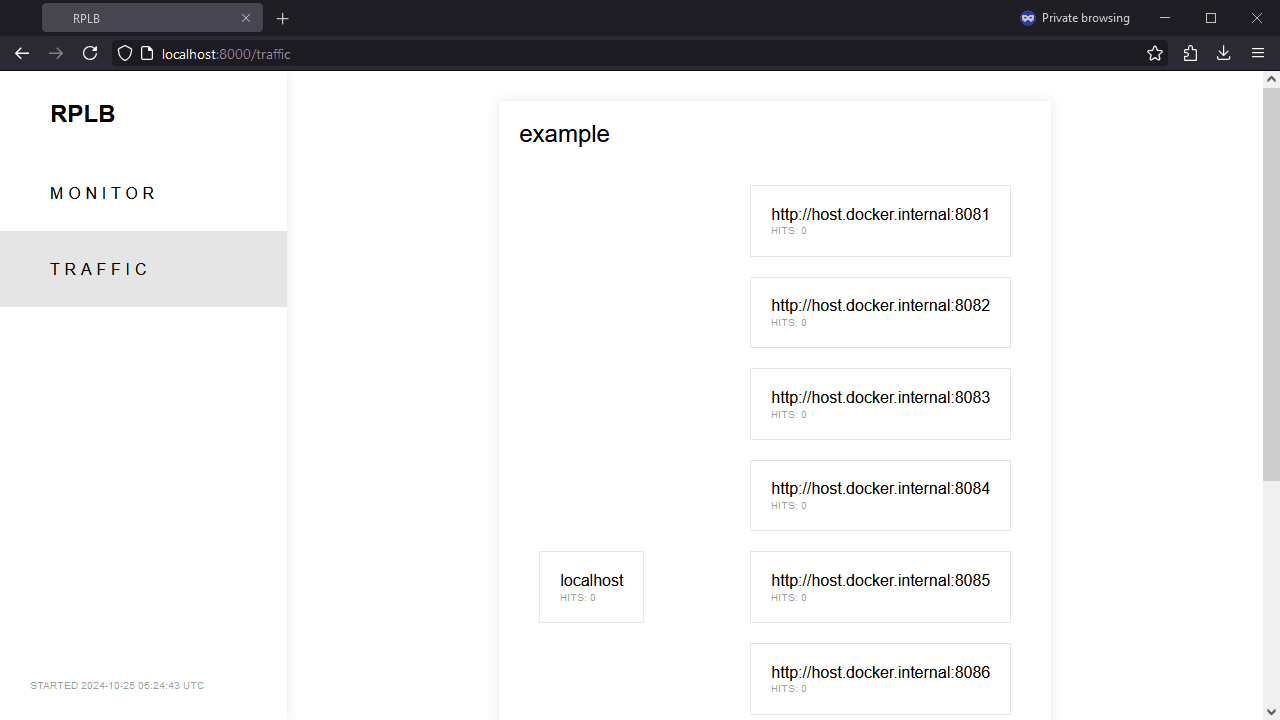 RPLB
Private browsing
localhost:8000/traffic
RPLB
MONITOR
TRAFFIC
STARTED 2024-10-25 05:24:43 UTC
example
localhost
HITS: 0
http://host.docker.internal:8081
HITS: 0
http://host.docker.internal:8082
HITS: 0
http://host.docker.internal:8083
HITS: 0
http://host.docker.internal:8084
HITS: 0
http://host.docker.internal:8085
HITS: 0
http://host.docker.internal:8086
HITS: 0